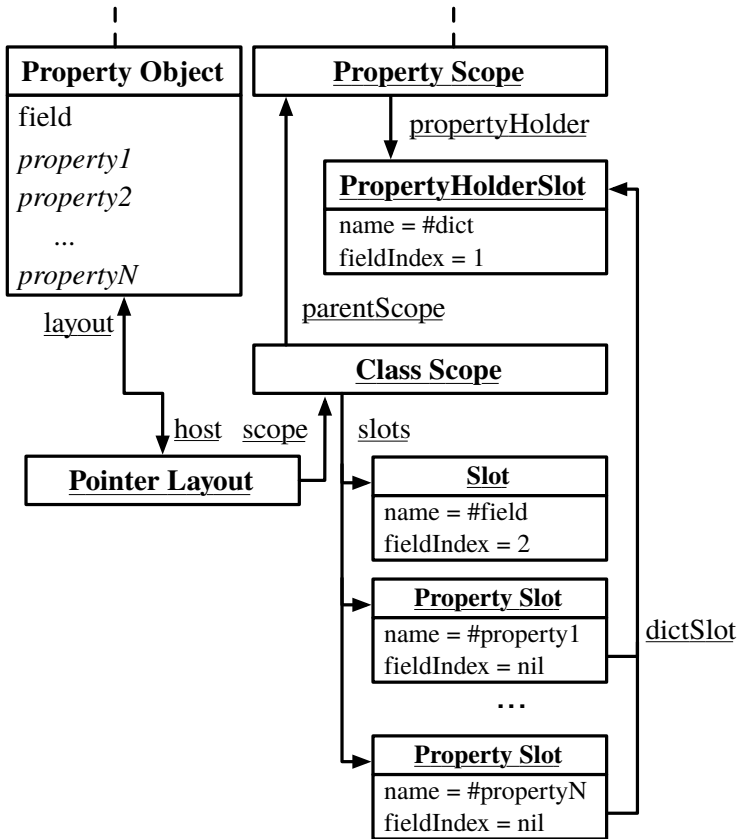 Property Object
field
property1
property2
...
propertyN
Property Scope
propertyHolder
PropertyHolderSlot
name = #dict
fieldIndex = 1
layout
parentScope
Class Scope
host
scope
slots
Pointer Layout
Slot
name = #field
fieldIndex = 2
Property Slot
name = #property1
fieldIndex = nil
dictSlot
...
Property Slot
name = #propertyN
fieldIndex = nil